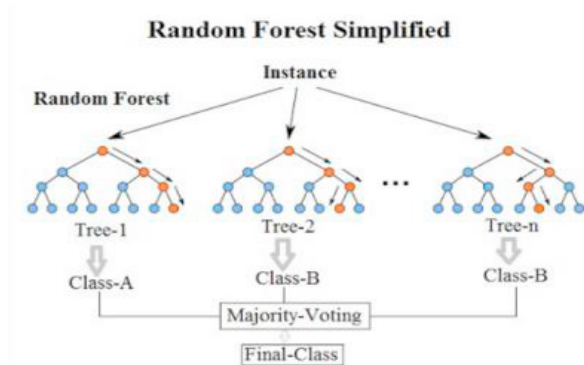 Random Forest Simplified
Instance
Random Forest
...
Tree-1
Tree-2
Tree-n
Class-A
Class-B
Class-B
Majority-Voting
Final-Class